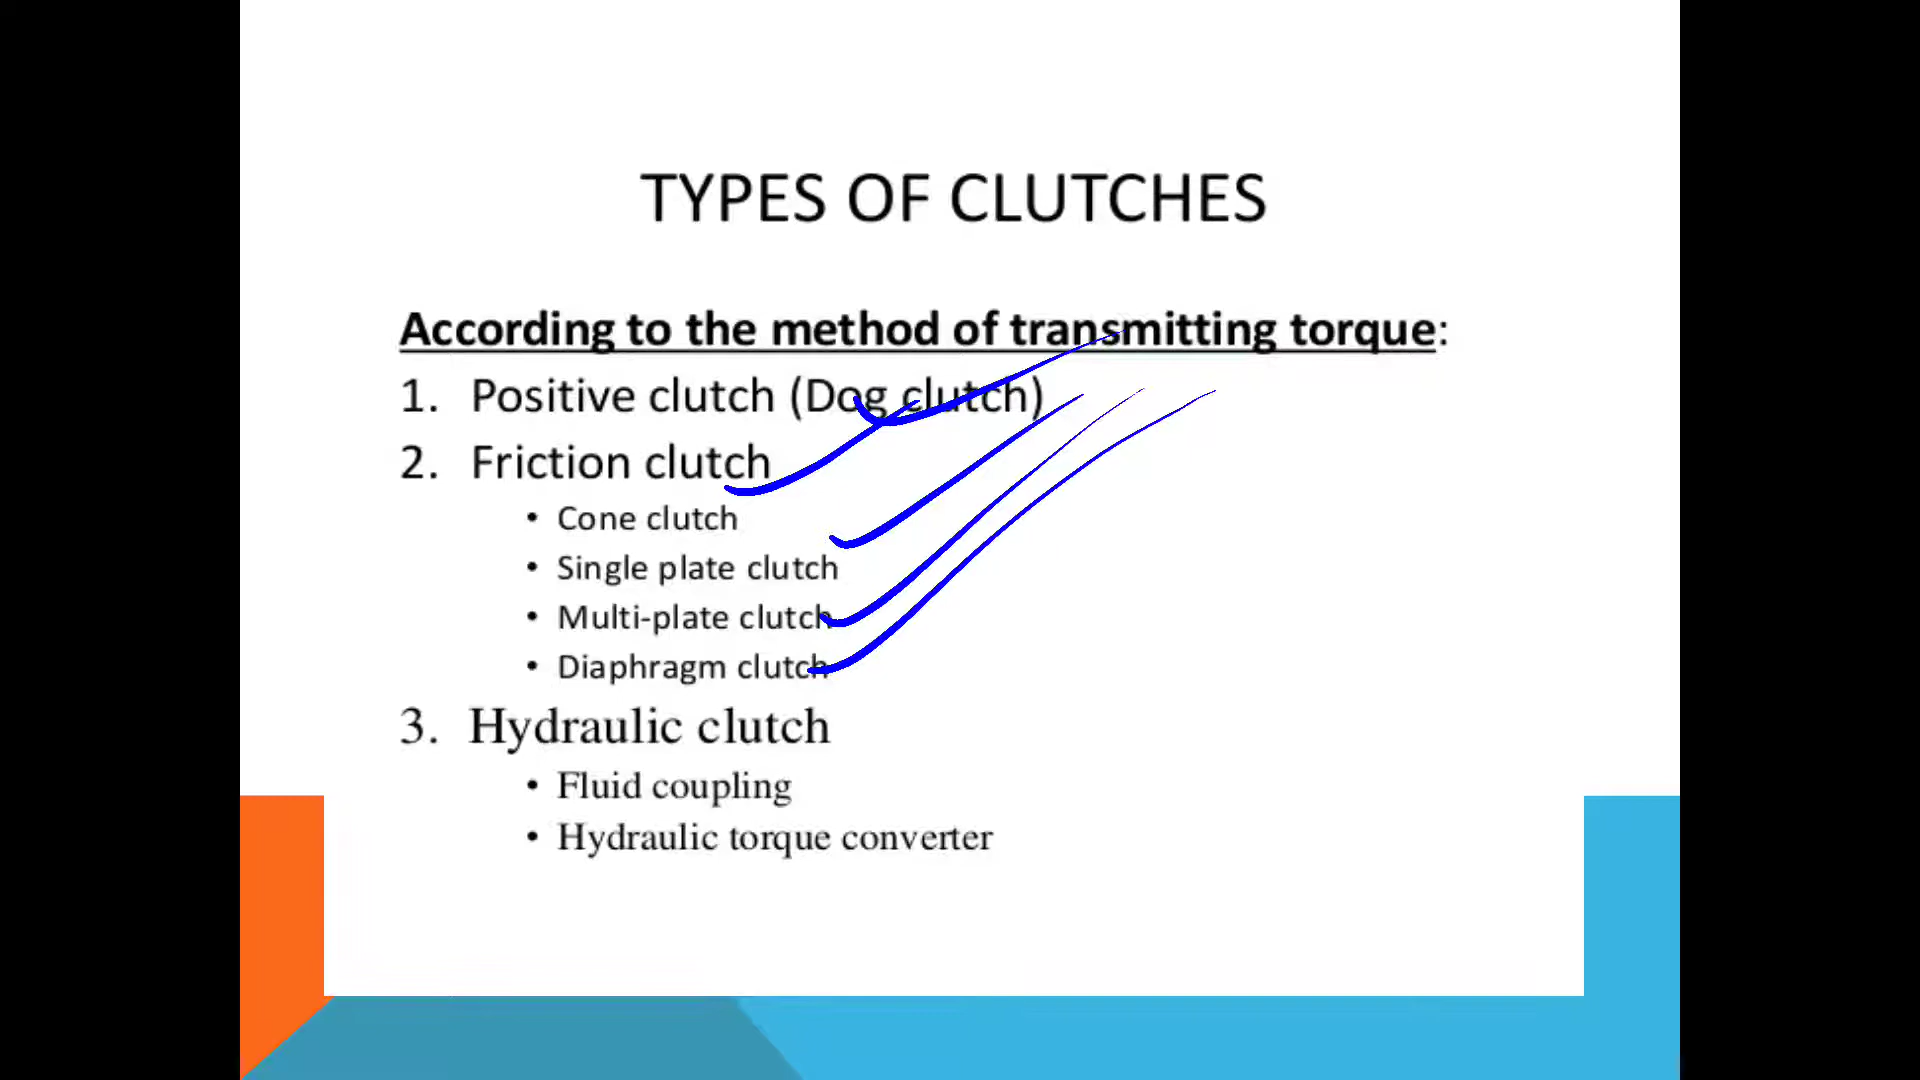 TYPES OF CLUTCHES
According to the method of transmitting torque:
1. Positive clutch (Dog clutch)
2. Friction clutch
• Cone clutch
• Single plate clutch
• Multi-plate clutch
• Diaphragm clutch
3. Hydraulic clutch
• Fluid coupling
• Hydraulic torque converter